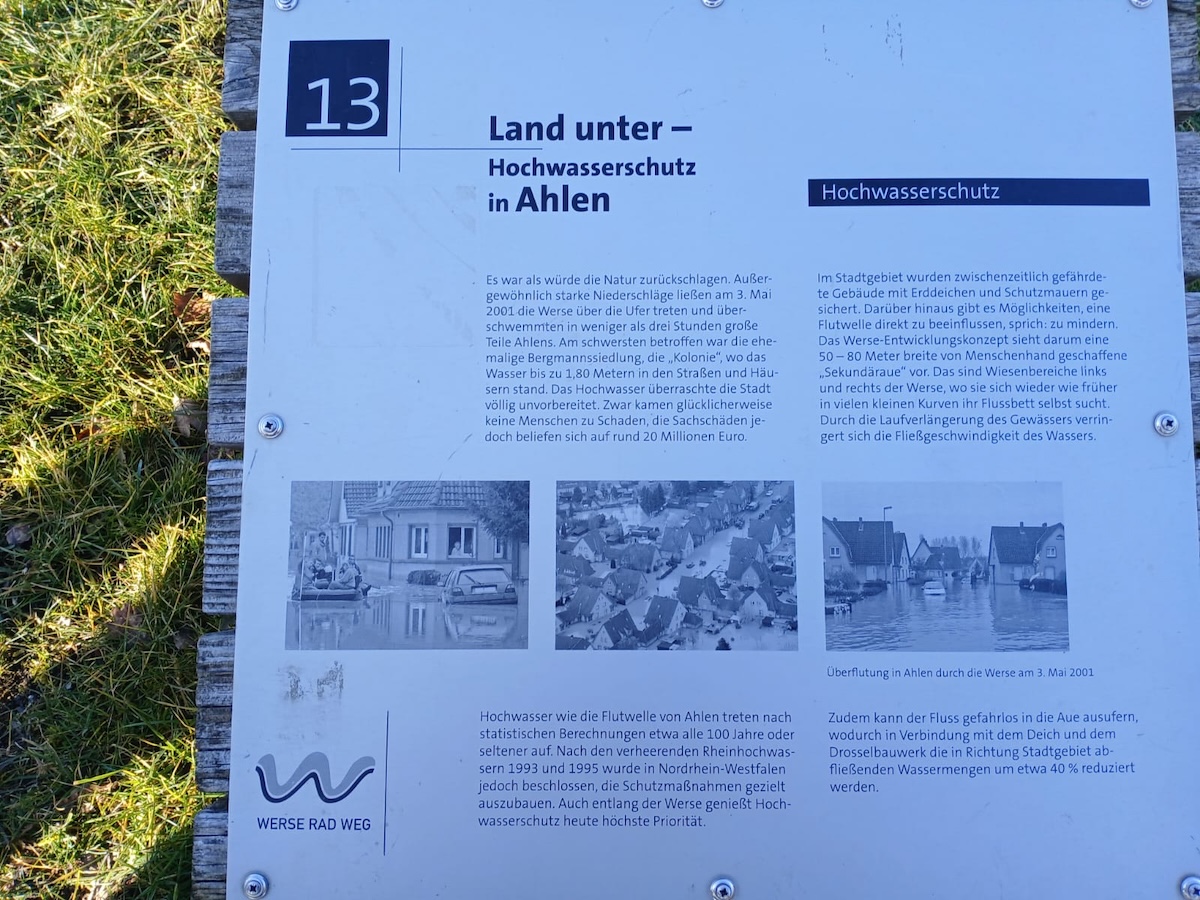 13
Land unter –
Hochwasserschutz
in Ahlen
Es war als würde die Natur zurückschlagen. Außer-
gewöhnlich starke Niederschläge ließen am 3. Mai
2001 die Werse über die Ufer treten und über-
schwemmten in weniger als drei Stunden große
Teile Ahlens. Am schwersten betroffen war die ehe-
malige Bergmannssiedlung, die „Kolonie“, wo das
Wasser bis zu 1,80 Metern in den Straßen und Häu-
sern stand. Das Hochwasser überraschte die Stadt
völlig unvorbereitet. Zwar kamen glücklicherweise
keine Menschen zu Schaden, die Sachschäden je-
doch beliefen sich auf rund 20 Millionen Euro.
Hochwasserschutz
Im Stadtgebiet wurden zwischenzeitlich gefährde-
te Gebäude mit Erddeichen und Schutzmauern ge-
sichert. Darüber hinaus gibt es Möglichkeiten, eine
Flutwelle direkt zu beeinflussen, sprich: zu mindern.
Das Werse-Entwicklungskonzept sieht darum eine
50 – 80 Meter breite von Menschenhand geschaffene
„Sekundäraue“ vor. Das sind Wiesenbereiche links
und rechts der Werse, wo sie sich wieder wie früher
in vielen kleinen Kurven ihr Flussbett selbst sucht.
Durch die Laufverlängerung des Gewässers verrin-
gert sich die Fließgeschwindigkeit des Wassers.
Überflutung in Ahlen durch die Werse am 3. Mai 2001
Hochwasser wie die Flutwelle von Ahlen treten nach
statistischen Berechnungen etwa alle 100 Jahre oder
seltener auf. Nach den verheerenden Rheinhochwas-
sern 1993 und 1995 wurde in Nordrhein-Westfalen
jedoch beschlossen, die Schutzmaßnahmen gezielt
auszubauen. Auch entlang der Werse genießt Hoch-
wasserschutz heute höchste Priorität.
Zudem kann der Fluss gefahrlos in die Aue ausufern,
wodurch in Verbindung mit dem Deich und dem
Drosselbauwerk die in Richtung Stadtgebiet ab-
fließenden Wassermengen um etwa 40 % reduziert
werden.
WERSE RAD WEG